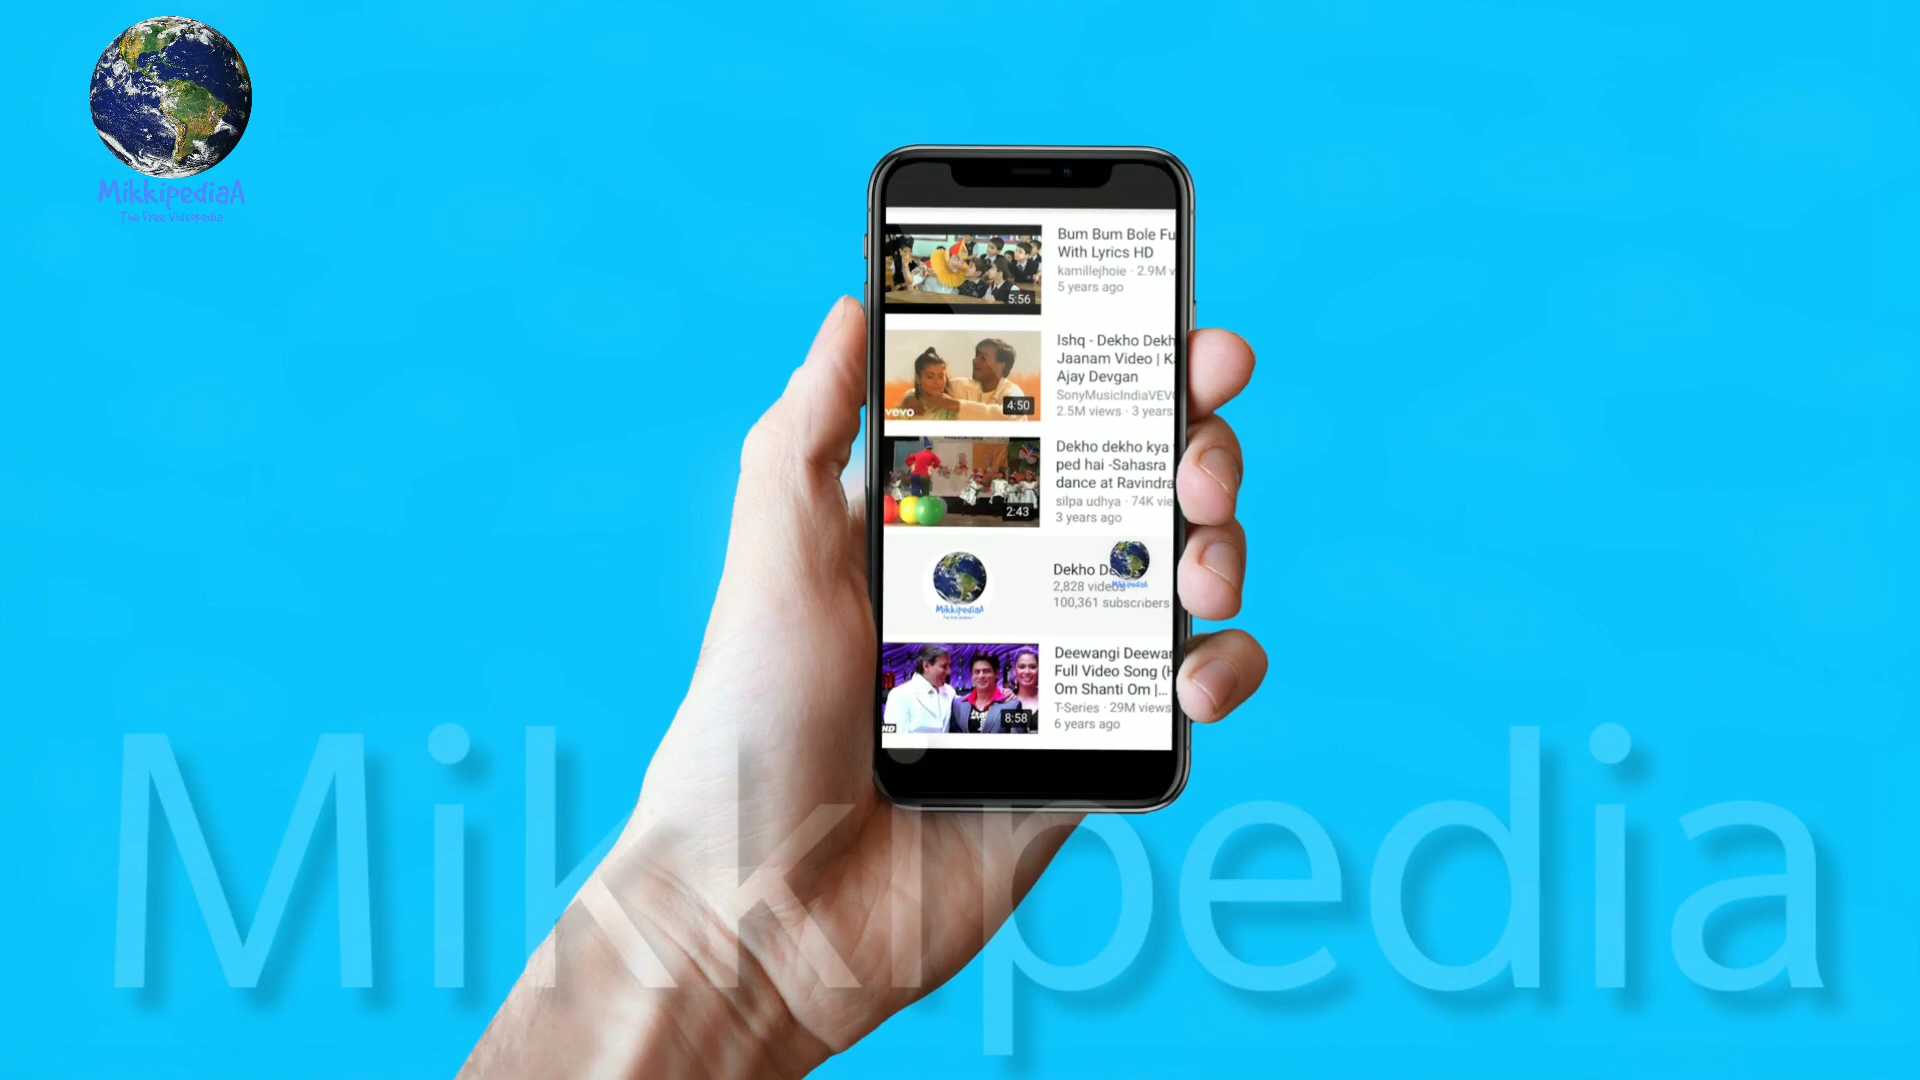 MikkipediaA
The Free Videopedia
Bum Bum Bole Fu
With Lyrics HD
kamillejhoie · 2.9M v
5 years ago
5:56
Ishq - Dekho Dekh
Jaanam Video | K
Ajay Devgan
SonyMusicIndiaVEV
2.5M views · 3 years
vevo
4:50
Dekho dekho kya
ped hai -Sahasra
dance at Ravindra
silpa udhya · 74K vie
3 years ago
2:43
MikkipediaA
Dekho De
2,828 videos
100,361 subscribers
MikkipediaA
Deewangi Deewan
Full Video Song (H
Om Shanti Om |...
T-Series · 29M views
6 years ago
HD
8:58
Mikkipedia